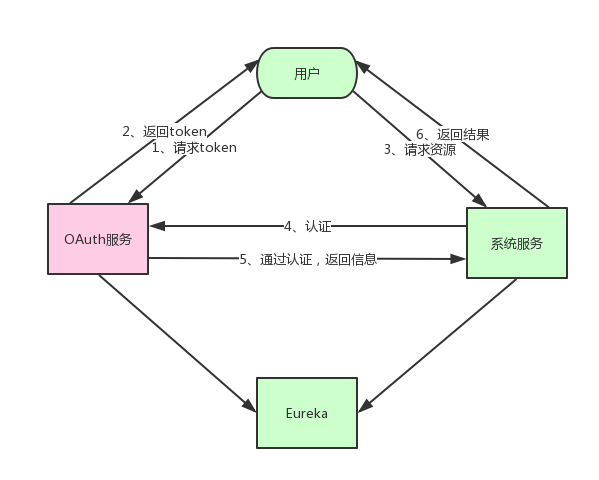 用户
2、返回token
1、请求token
6、返回结果
3、请求资源
OAuth服务
4、认证
系统服务
5、通过认证，返回信息
Eureka